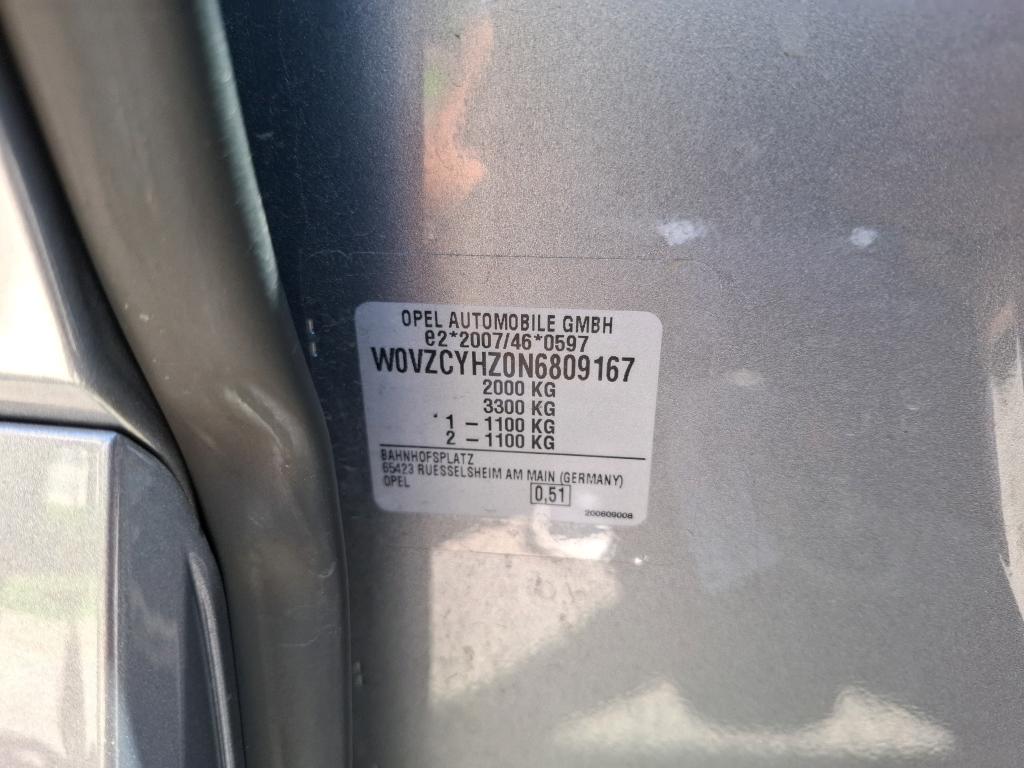 OPEL AUTOMOBILE GMBH
e2*2007/46*0597
W0VZCYHZ0N6809167
2000 KG
3300 KG
1 – 1100 KG
2 – 1100 KG
BAHNHOFSPLATZ
65423 RUESSELSHEIM AM MAIN (GERMANY)
OPEL 0,51
200609008